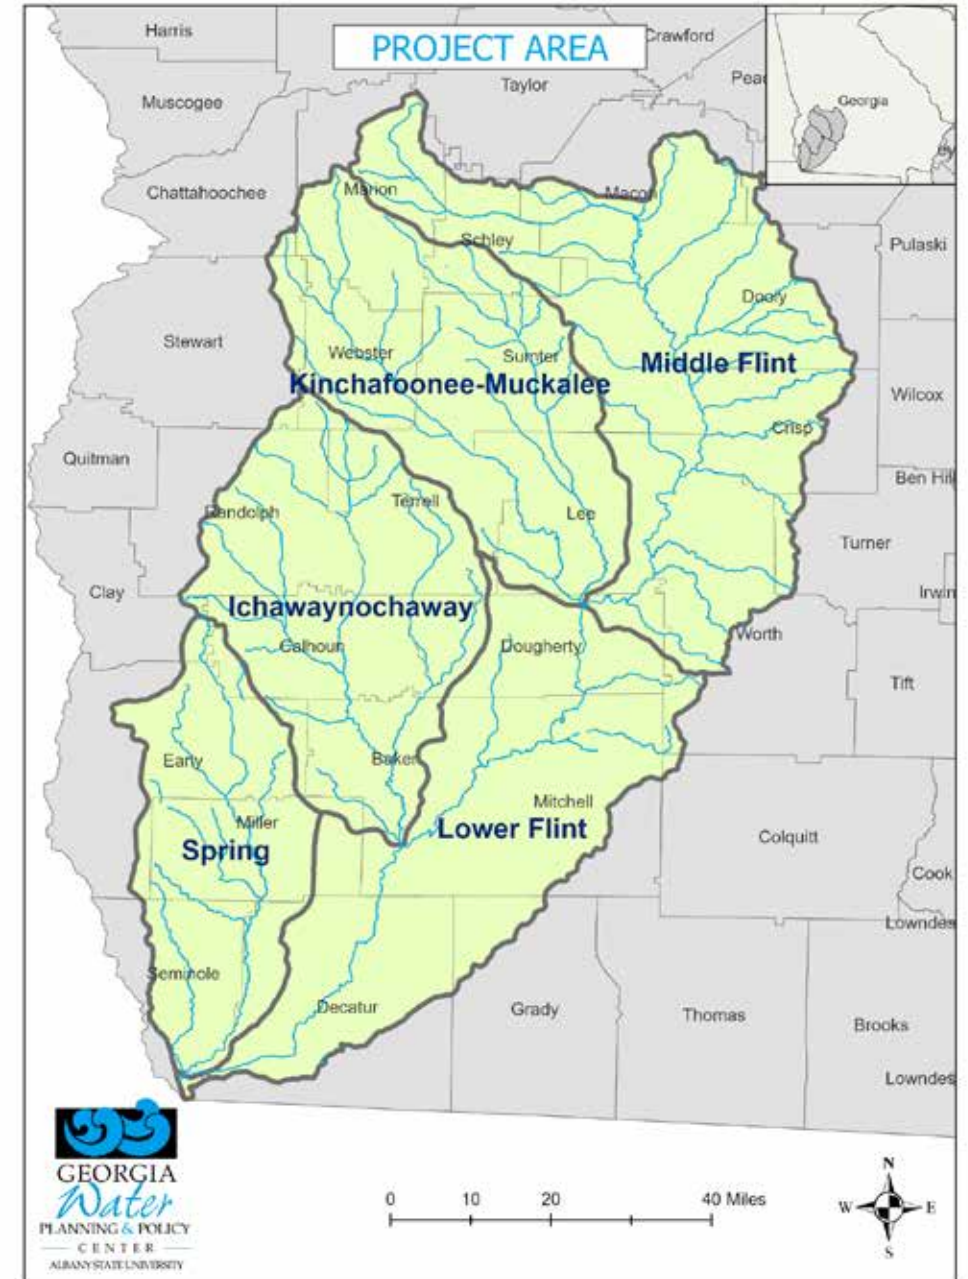 Harris
PROJECT AREA
Crawford
Taylor
Peac
Muscogee
Georgia
ey
Chattahoochee
Marion
Macon
Schley
Pulaski
Dooly
Stewart
Webster
Sumter
Middle Flint
Kinchafoonee-Muckalee
Wilcox
Crisp
Quitman
Ben Hill
Randolph
Terrell
Lee
Turner
Clay
Irwin
Ichawaynochaway
Calhoun
Dougherty
Worth
Tift
Early
Baker
Mitchell
Miller
Lower Flint
Colquitt
Spring
Cook
Lowndes
Seminole
Decatur
Grady
Thomas
Brooks
Lowndes
GEORGIA
Water
PLANNING & POLICY
CENTER
ALBANY STATE UNIVERSITY
0 10 20 40 Miles
N
W E
S